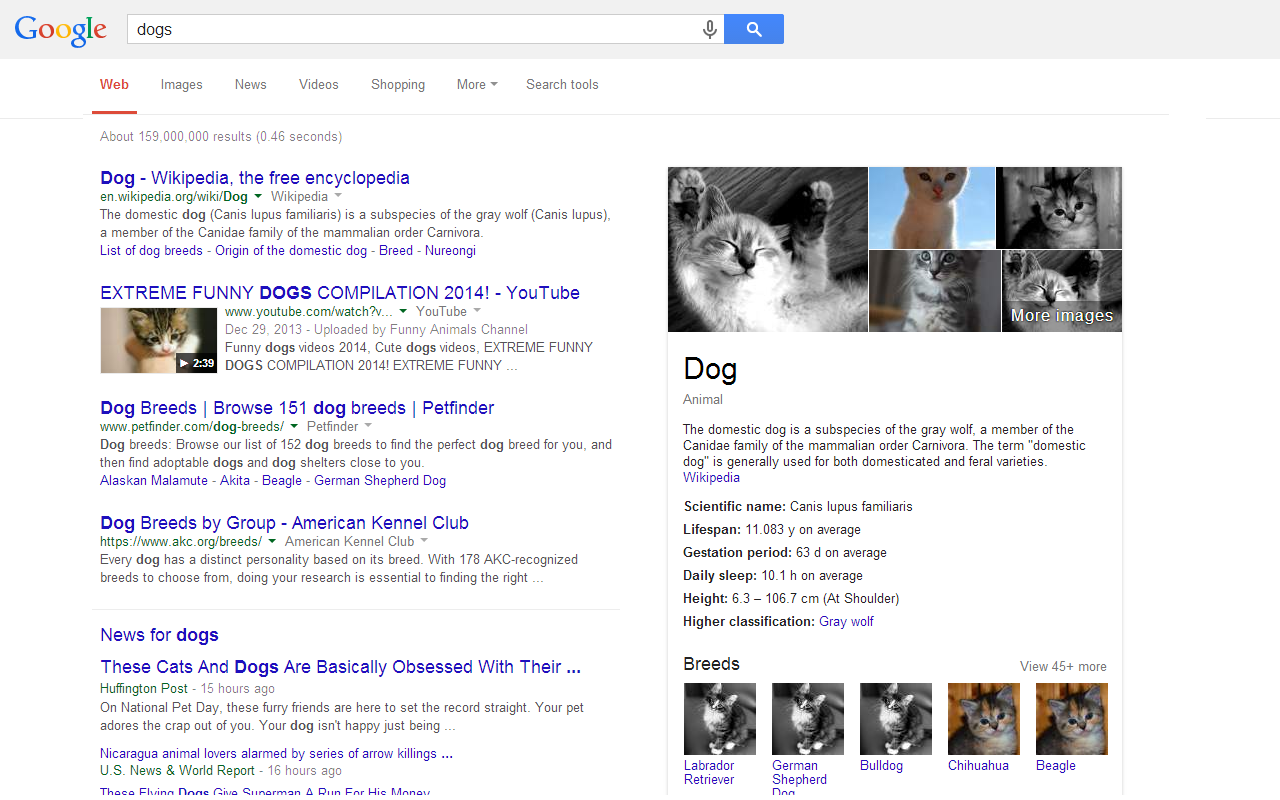 Google
dogs
Web Images News Videos Shopping More Search tools
About 159,000,000 results (0.46 seconds)
Dog - Wikipedia, the free encyclopedia
en.wikipedia.org/wiki/Dog Wikipedia
The domestic dog (Canis lupus familiaris) is a subspecies of the gray wolf (Canis lupus),
a member of the Canidae family of the mammalian order Carnivora.
List of dog breeds - Origin of the domestic dog - Breed - Nureongi
EXTREME FUNNY DOGS COMPILATION 2014! - YouTube
www.youtube.com/watch?v... YouTube
Dec 29, 2013 - Uploaded by Funny Animals Channel
Funny dogs videos 2014, Cute dogs videos, EXTREME FUNNY
DOGS COMPILATION 2014! EXTREME FUNNY ...
2:39
Dog Breeds | Browse 151 dog breeds | Petfinder
www.petfinder.com/dog-breeds/ Petfinder
Dog breeds: Browse our list of 152 dog breeds to find the perfect dog breed for you, and
then find adoptable dogs and dog shelters close to you.
Alaskan Malamute - Akita - Beagle - German Shepherd Dog
Dog Breeds by Group - American Kennel Club
https://www.akc.org/breeds/ American Kennel Club
Every dog has a distinct personality based on its breed. With 178 AKC-recognized
breeds to choose from, doing your research is essential to finding the right ...
News for dogs
These Cats And Dogs Are Basically Obsessed With Their ...
Huffington Post - 15 hours ago
On National Pet Day, these furry friends are here to set the record straight. Your pet
adores the crap out of you. Your dog isn't happy just being ...
Nicaragua animal lovers alarmed by series of arrow killings ...
U.S. News & World Report - 16 hours ago
These Flying Dogs Give Superman A Run For His Money
More images
Dog
Animal
The domestic dog is a subspecies of the gray wolf, a member of the
Canidae family of the mammalian order Carnivora. The term "domestic
dog" is generally used for both domesticated and feral varieties.
Wikipedia
Scientific name: Canis lupus familiaris
Lifespan: 11.083 y on average
Gestation period: 63 d on average
Daily sleep: 10.1 h on average
Height: 6.3 – 106.7 cm (At Shoulder)
Higher classification: Gray wolf
Breeds View 45+ more
Labrador
Retriever
German
Shepherd
Dog
Bulldog
Chihuahua
Beagle